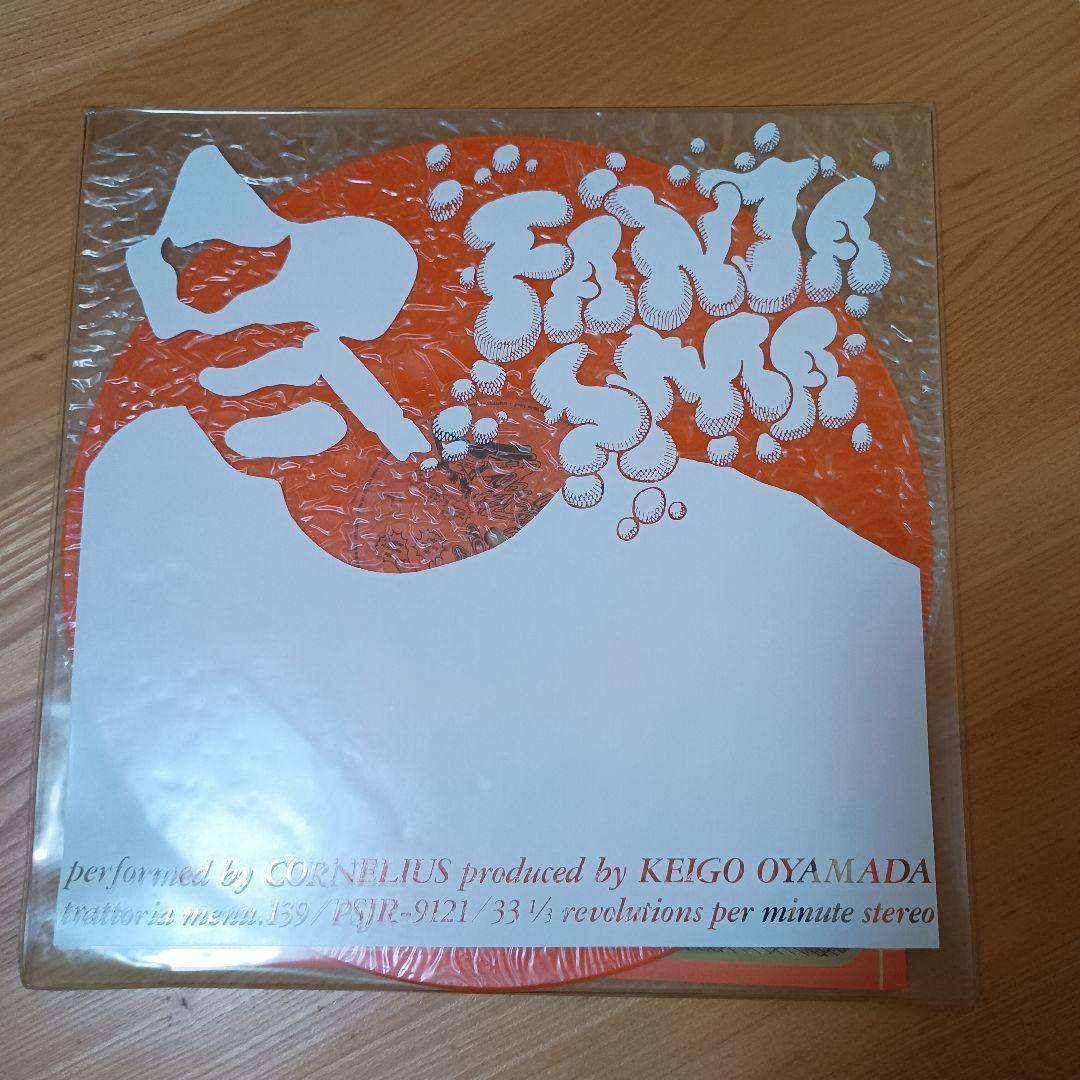 FANTA
SMA
performed by CORNELIUS produced by KEIGO OYAMADA
trattoria menu.139/PSJR-9121/33 1/3 revolutions per minute stereo